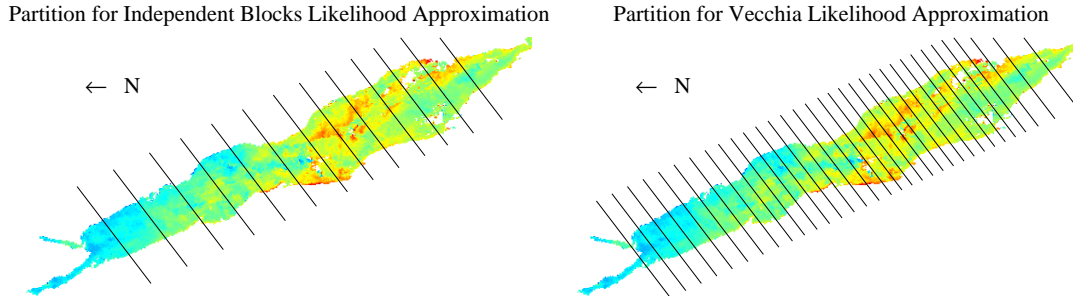 Partition for Independent Blocks Likelihood Approximation
Partition for Vecchia Likelihood Approximation
← N
← N